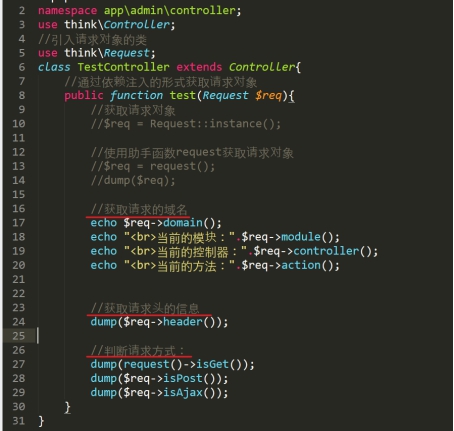 2 namespace app\admin\controller;
3 use think\Controller;
4 //引入请求对象的类
5 use think\Request;
6 class TestController extends Controller{
7 //通过依赖注入的形式获取请求对象
8 public function test(Request $req){
9 //获取请求对象
10 //$req = Request::instance();
11
12 //使用助手函数request获取请求对象
13 //$req = request();
14 //dump($req);
15
16 //获取请求的域名
17 echo $req->domain();
18 echo "<br>当前的模块：".$req->module();
19 echo "<br>当前的控制器：".$req->controller();
20 echo "<br>当前的方法：".$req->action();
21
22
23 //获取请求头的信息
24 dump($req->header());
25
26 //判断请求方式：
27 dump(request()->isGet());
28 dump($req->isPost());
29 dump($req->isAjax());
30 }
31 }